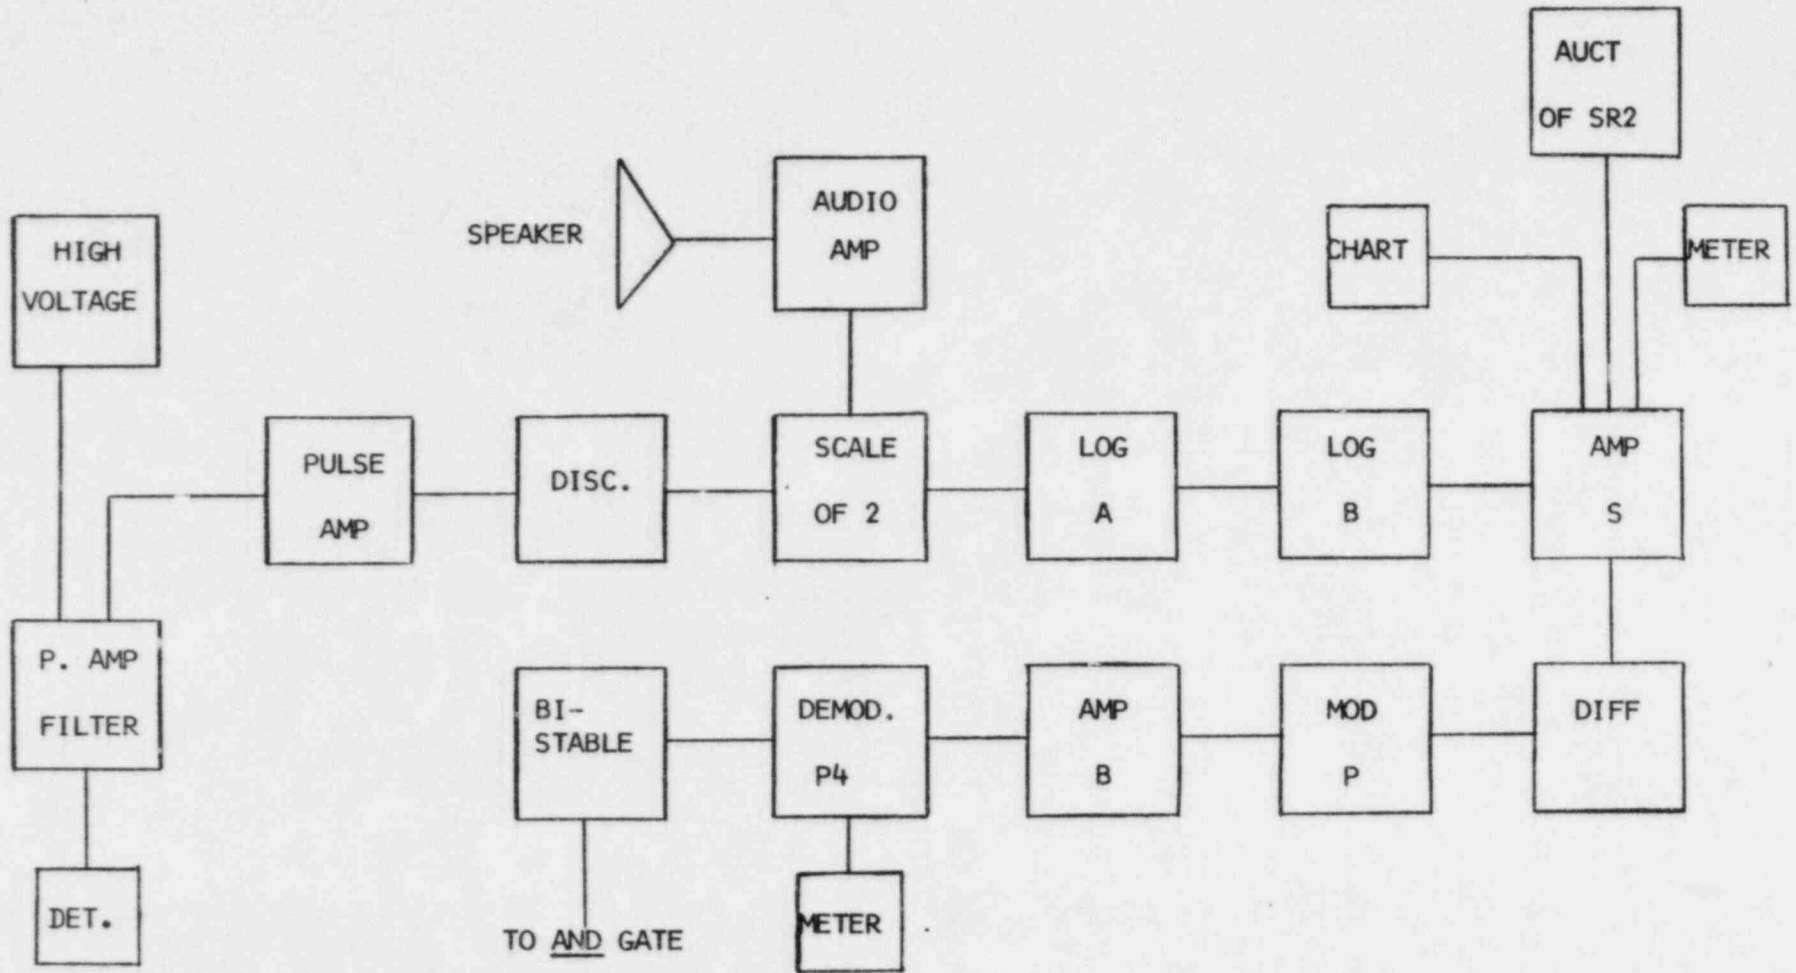 AUCT
OF SR2
AUDIO
AMP
SPEAKER
CHART
METER
HIGH
VOLTAGE
PULSE
AMP
DISC.
SCALE
OF 2
LOG
A
LOG
B
AMP
S
P. AMP
FILTER
BI-
STABLE
DEMOD.
P4
AMP
B
MOD
P
DIFF
DET.
TO AND GATE
METER